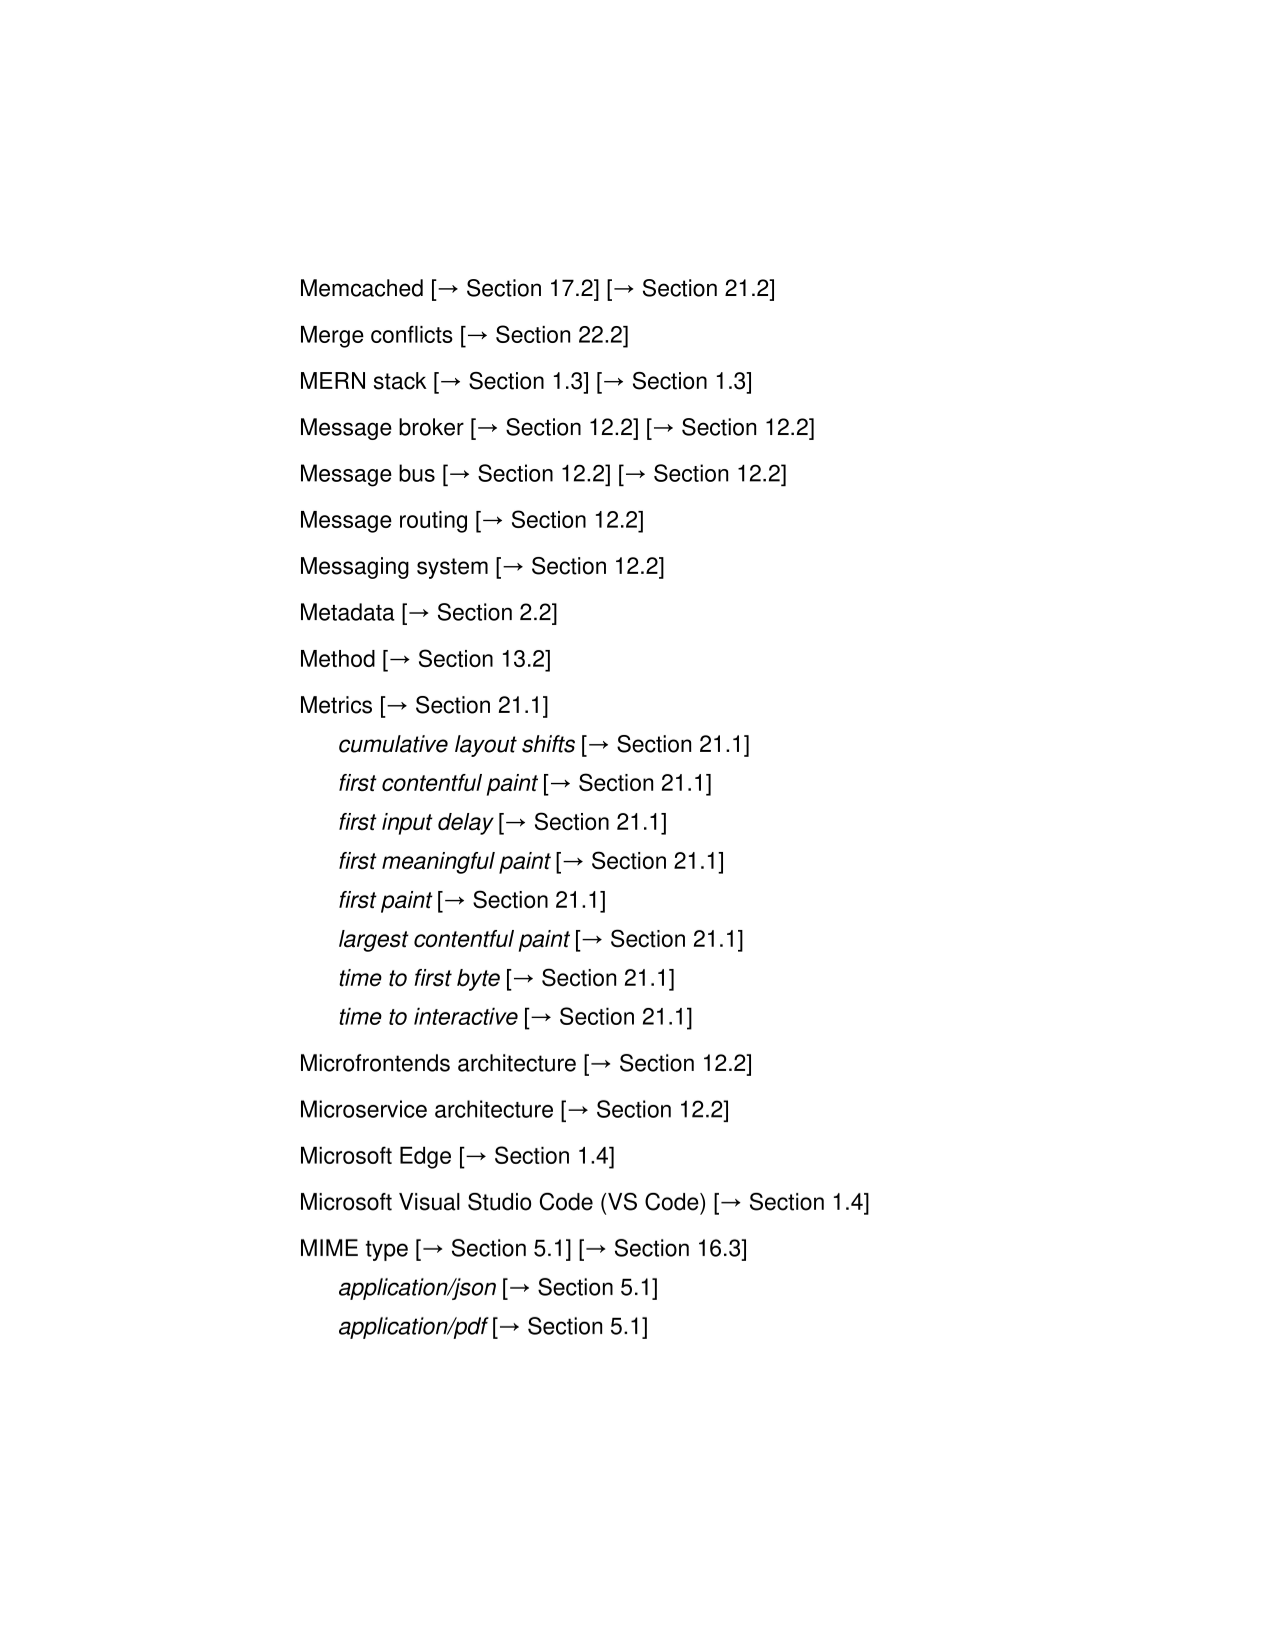 Memcached [→ Section 17.2] [→ Section 21.2]
Merge conflicts [→ Section 22.2]
MERN stack [→ Section 1.3] [→ Section 1.3]
Message broker [→ Section 12.2] [→ Section 12.2]
Message bus [→ Section 12.2] [→ Section 12.2]
Message routing [→ Section 12.2]
Messaging system [→ Section 12.2]
Metadata [→ Section 2.2]
Method [→ Section 13.2]
Metrics [→ Section 21.1]
cumulative layout shifts [→ Section 21.1]
first contentful paint [→ Section 21.1]
first input delay [→ Section 21.1]
first meaningful paint [→ Section 21.1]
first paint [→ Section 21.1]
largest contentful paint [→ Section 21.1]
time to first byte [→ Section 21.1]
time to interactive [→ Section 21.1]
Microfrontends architecture [→ Section 12.2]
Microservice architecture [→ Section 12.2]
Microsoft Edge [→ Section 1.4]
Microsoft Visual Studio Code (VS Code) [→ Section 1.4]
MIME type [→ Section 5.1] [→ Section 16.3]
application/json [→ Section 5.1]
application/pdf [→ Section 5.1]